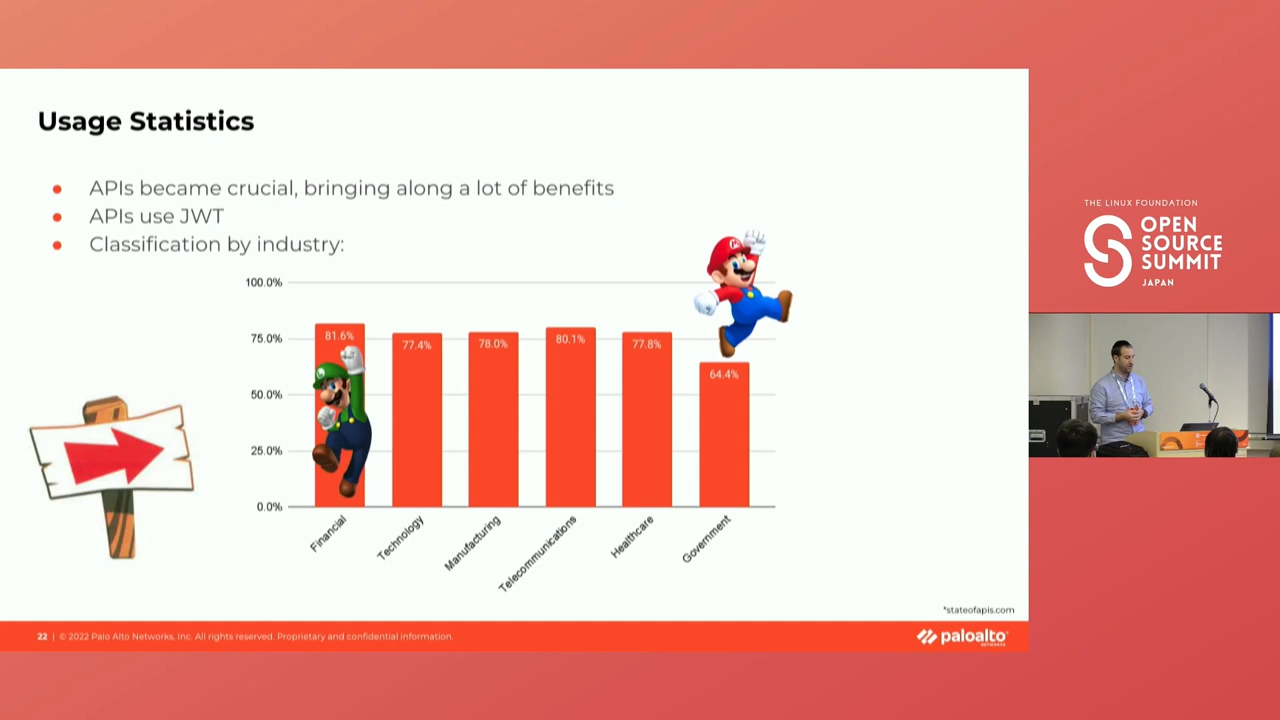 Usage Statistics
● APIs became crucial, bringing along a lot of benefits
● APIs use JWT
● Classification by industry:
100.0%
75.0%
50.0%
25.0%
0.0%
81.6%
77.4%
78.0%
80.1%
77.8%
64.4%
Financial
Technology
Manufacturing
Telecommunications
Healthcare
Government
*stateofapis.com
22 | © 2022 Palo Alto Networks, Inc. All rights reserved. Proprietary and confidential information.
paloalto
NETWORKS
THE LINUX FOUNDATION
OPEN
SOURCE
SUMMIT
JAPAN